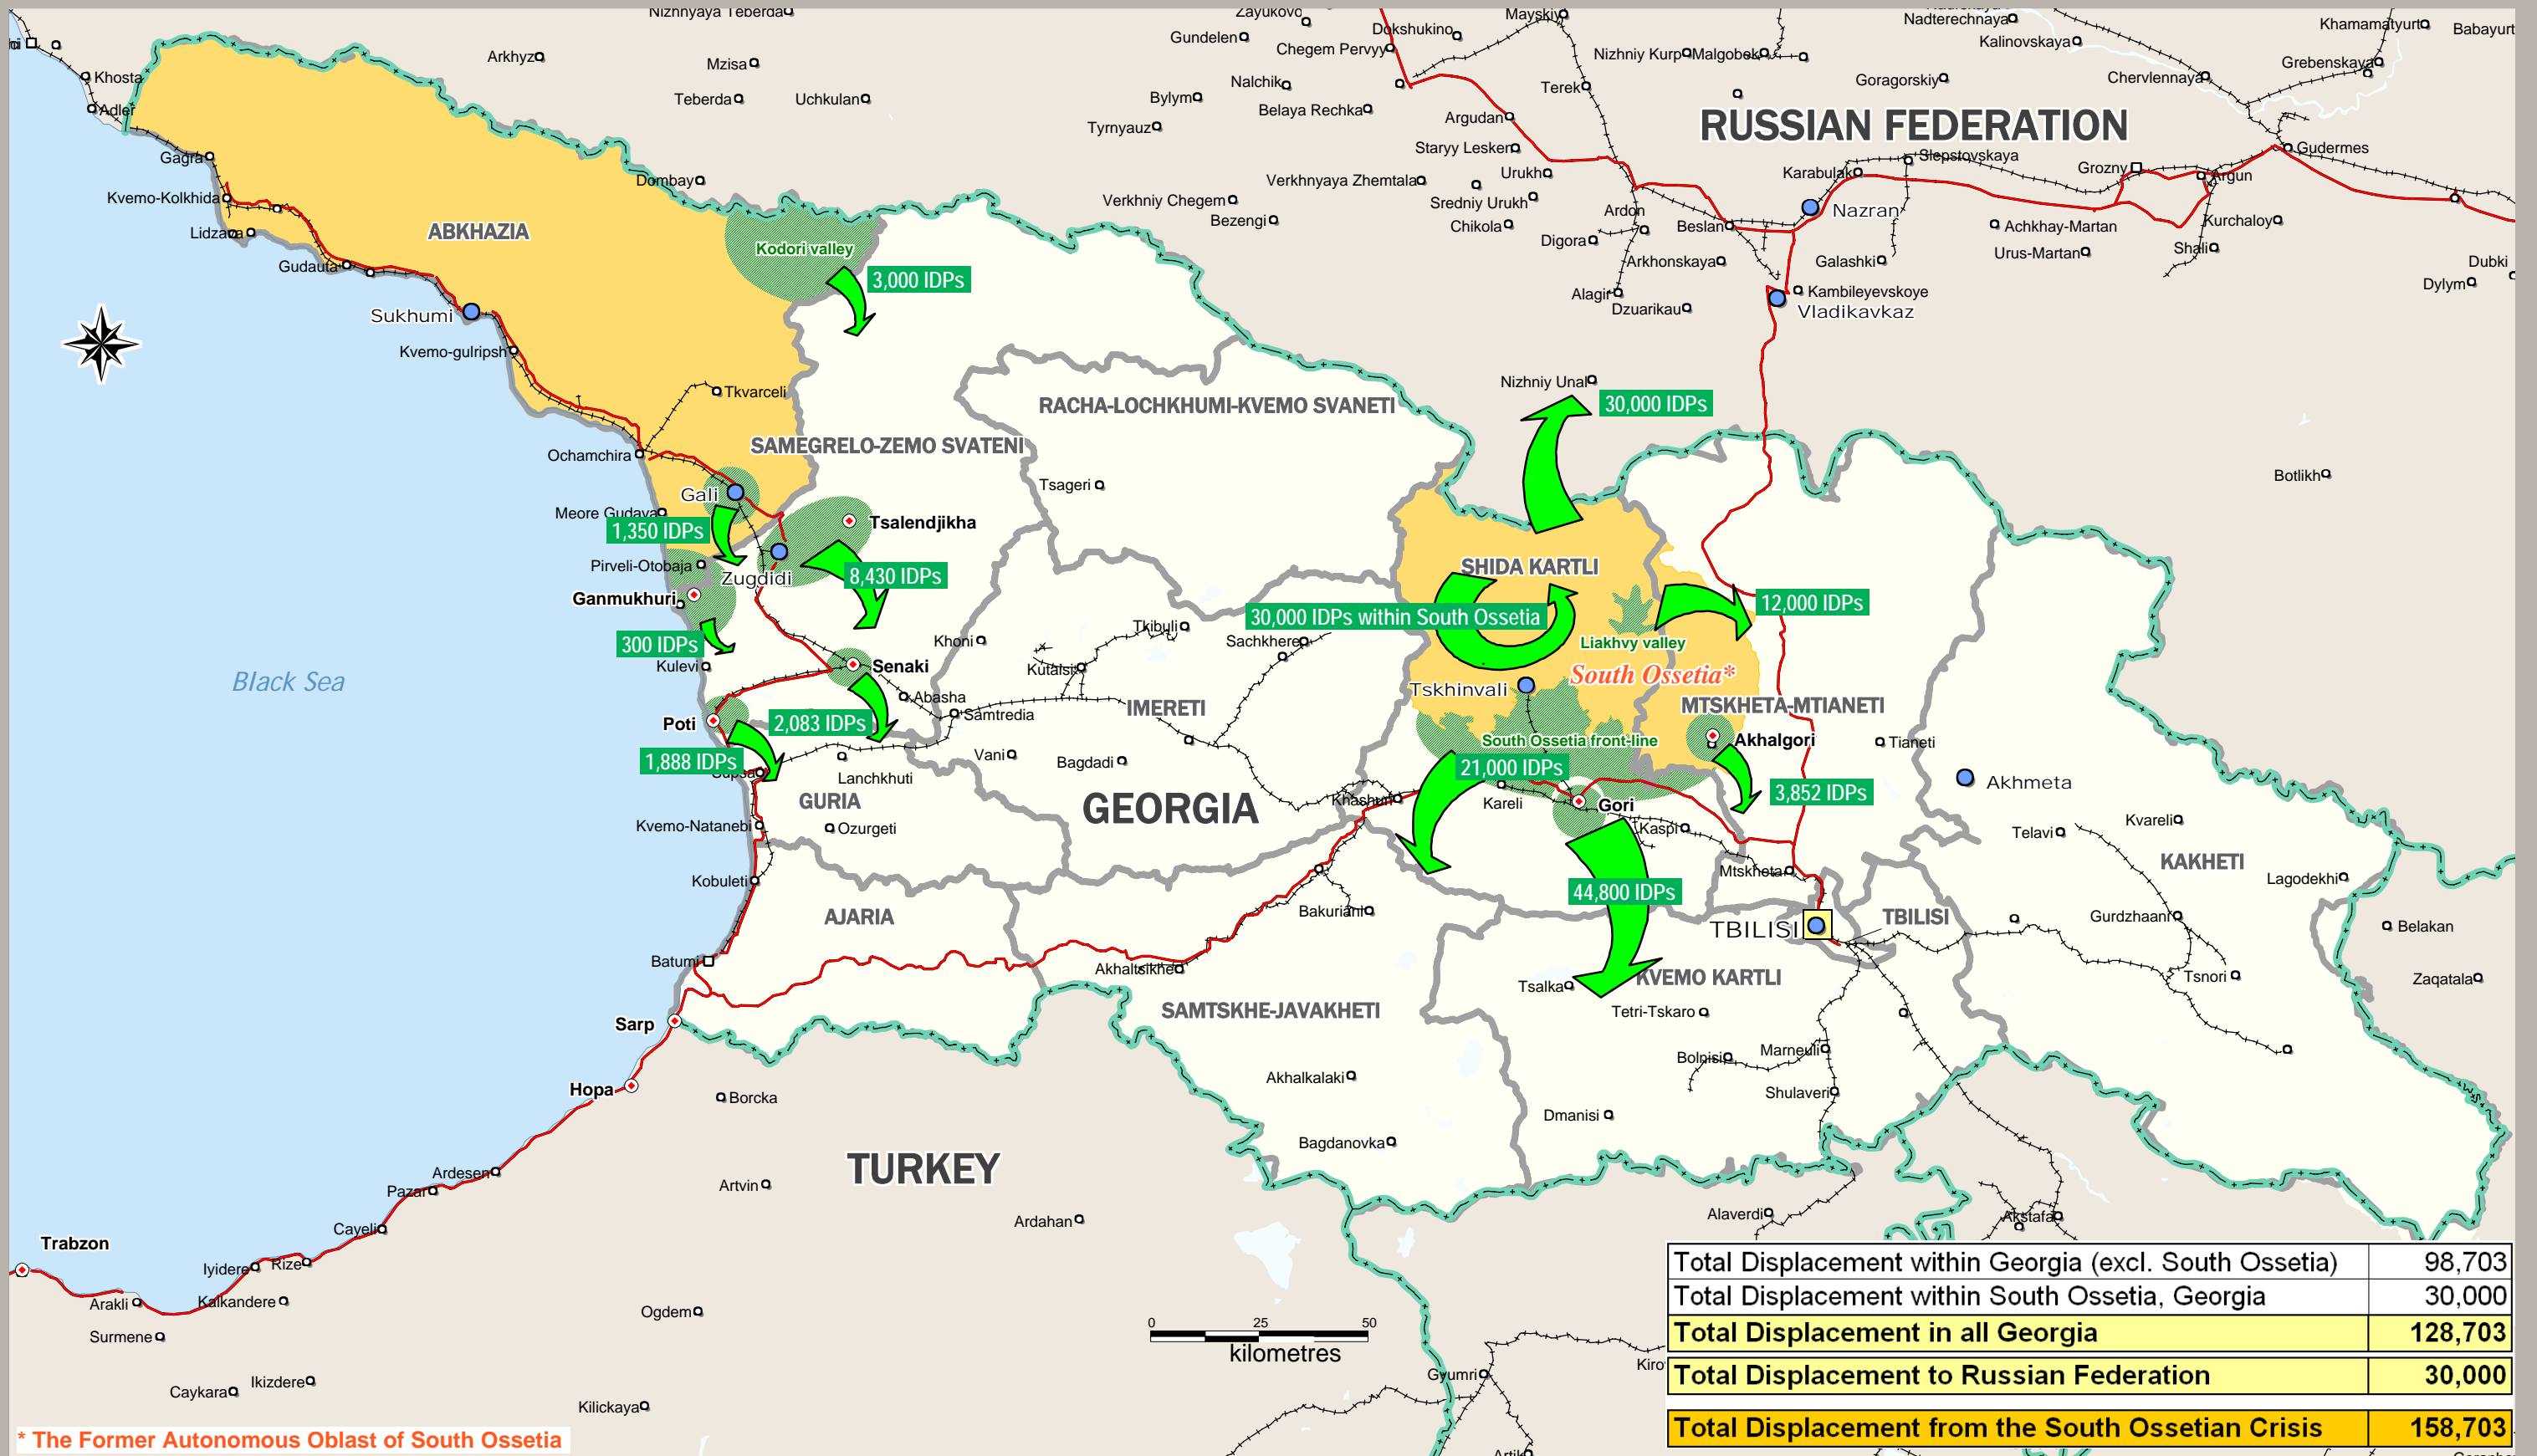 Nizhnyaya Teberda
Zayukovo
Mayskiy
Nadterechnaya
Khamamatyurt
Babayurt
Gundelen
Dokshukino
Chegem Pervyy
Nizhniy Kurp
Malgobek
Kalinovskaya
Grebenskaya
Khosta
Arkhyz
Mzisa
Teberda
Uchkulan
Nalchik
Bylym
Belaya Rechka
Tyrnyauz
Terek
Goragorskiy
Chervlennaya
Adler
Argudan
RUSSIAN FEDERATION
Staryy Lesken
Gagra
Slepstovskaya
Grozny
Gudermes
Karabulak
Argun
Dombay
Verkhnyaya Zhemtala
Urukh
Kvemo-Kolkhida
Verkhniy Chegem
Sredniy Urukh
Ardon
Nazran
Bezengi
Chikola
Beslan
Achkhay-Martan
Kurchaloy
Lidzava
ABKHAZIA
Kodori valley
Digora
Urus-Martan
Shali
Gudauta
3,000 IDPs
Arkhonskaya
Galashki
Dubki
Alagir
Kambileyevskoye
Dylym
Sukhumi
Dzuarikau
Vladikavkaz
Kvemo-gulripsh
Nizhniy Unal
Tkvarceli
RACHA-LOCHKHUMI-KVEMO SVANETI
30,000 IDPs
SAMEGRELO-ZEMO SVATENI
Ochamchira
Tsageri
Botlikh
Gali
Meore Gudava
1,350 IDPs
Tsalendjikha
Pirveli-Otobaja
Zugdidi
8,430 IDPs
SHIDA KARTLI
Ganmukhuri
30,000 IDPs within South Ossetia
12,000 IDPs
300 IDPs
Khoni
Tkibuli
Sachkhere
Liakhvy valley
Kulevi
Senaki
Kutaisi
South Ossetia*
Black Sea
Abasha
Tskhinvali
Poti
2,083 IDPs
Samtredia
IMERETI
MTSKHETA-MTIANETI
South Ossetia front-line
Akhalgori
Tianeti
1,888 IDPs
Supsa
Lanchkhuti
Vani
Bagdadi
21,000 IDPs
Akhmeta
GURIA
GEORGIA
Khashuri
Kareli
Gori
3,852 IDPs
Kvemo-Natanebi
Ozurgeti
Kaspi
Telavi
Kvareli
KAKHETI
Kobuleti
Mtskheta
Lagodekhi
44,800 IDPs
AJARIA
Bakuriani
TBILISI
TBILISI
Gurdzhaani
Belakan
Batumi
Akhaltsikhe
Tsalka
KVEMO KARTLI
Tsnori
Zaqatala
SAMTSKHE-JAVAKHETI
Tetri-Tskaro
Sarp
Bolnisi
Marneuli
Akhalkalaki
Hopa
Borcka
Shulaveri
Dmanisi
Bagdanovka
TURKEY
Ardesen
Pazar
Artvin
Ardahan
Alaverdi
Akstafa
Cayeli
Trabzon
Iyidere
Rize
Arakli
Kalkandere
Ogdem
Surmene
0 25 50
kilometres
Gyumri
Kiro
Caykara
Ikizdere
Kilickaya
Artik
Total Displacement within Georgia (excl. South Ossetia) 98,703
Total Displacement within South Ossetia, Georgia 30,000
Total Displacement in all Georgia 128,703
Total Displacement to Russian Federation 30,000
Total Displacement from the South Ossetian Crisis 158,703
* The Former Autonomous Oblast of South Ossetia